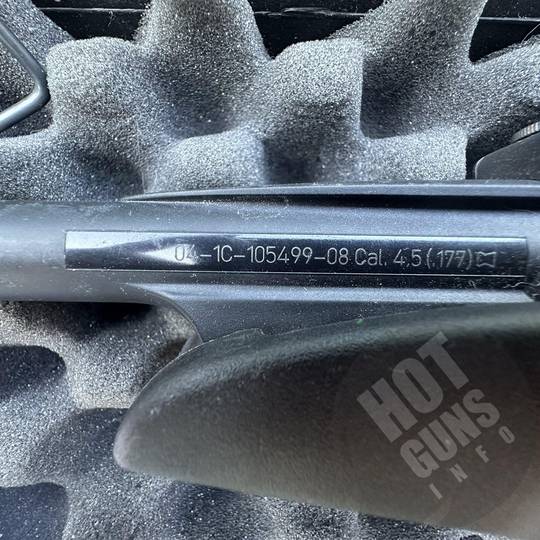 04-1C-105499-08 Cal. 4,5 (.177)
HOT
GUNS
INFO